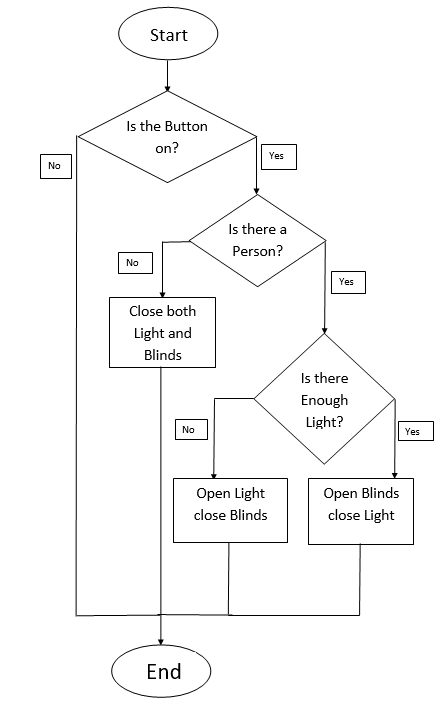 Start
Is the Button
on?
No
Yes
Is there a
Person?
No
Yes
Close both
Light and
Blinds
Is there
Enough
Light?
No
Yes
Open Light
close Blinds
Open Blinds
close Light
End